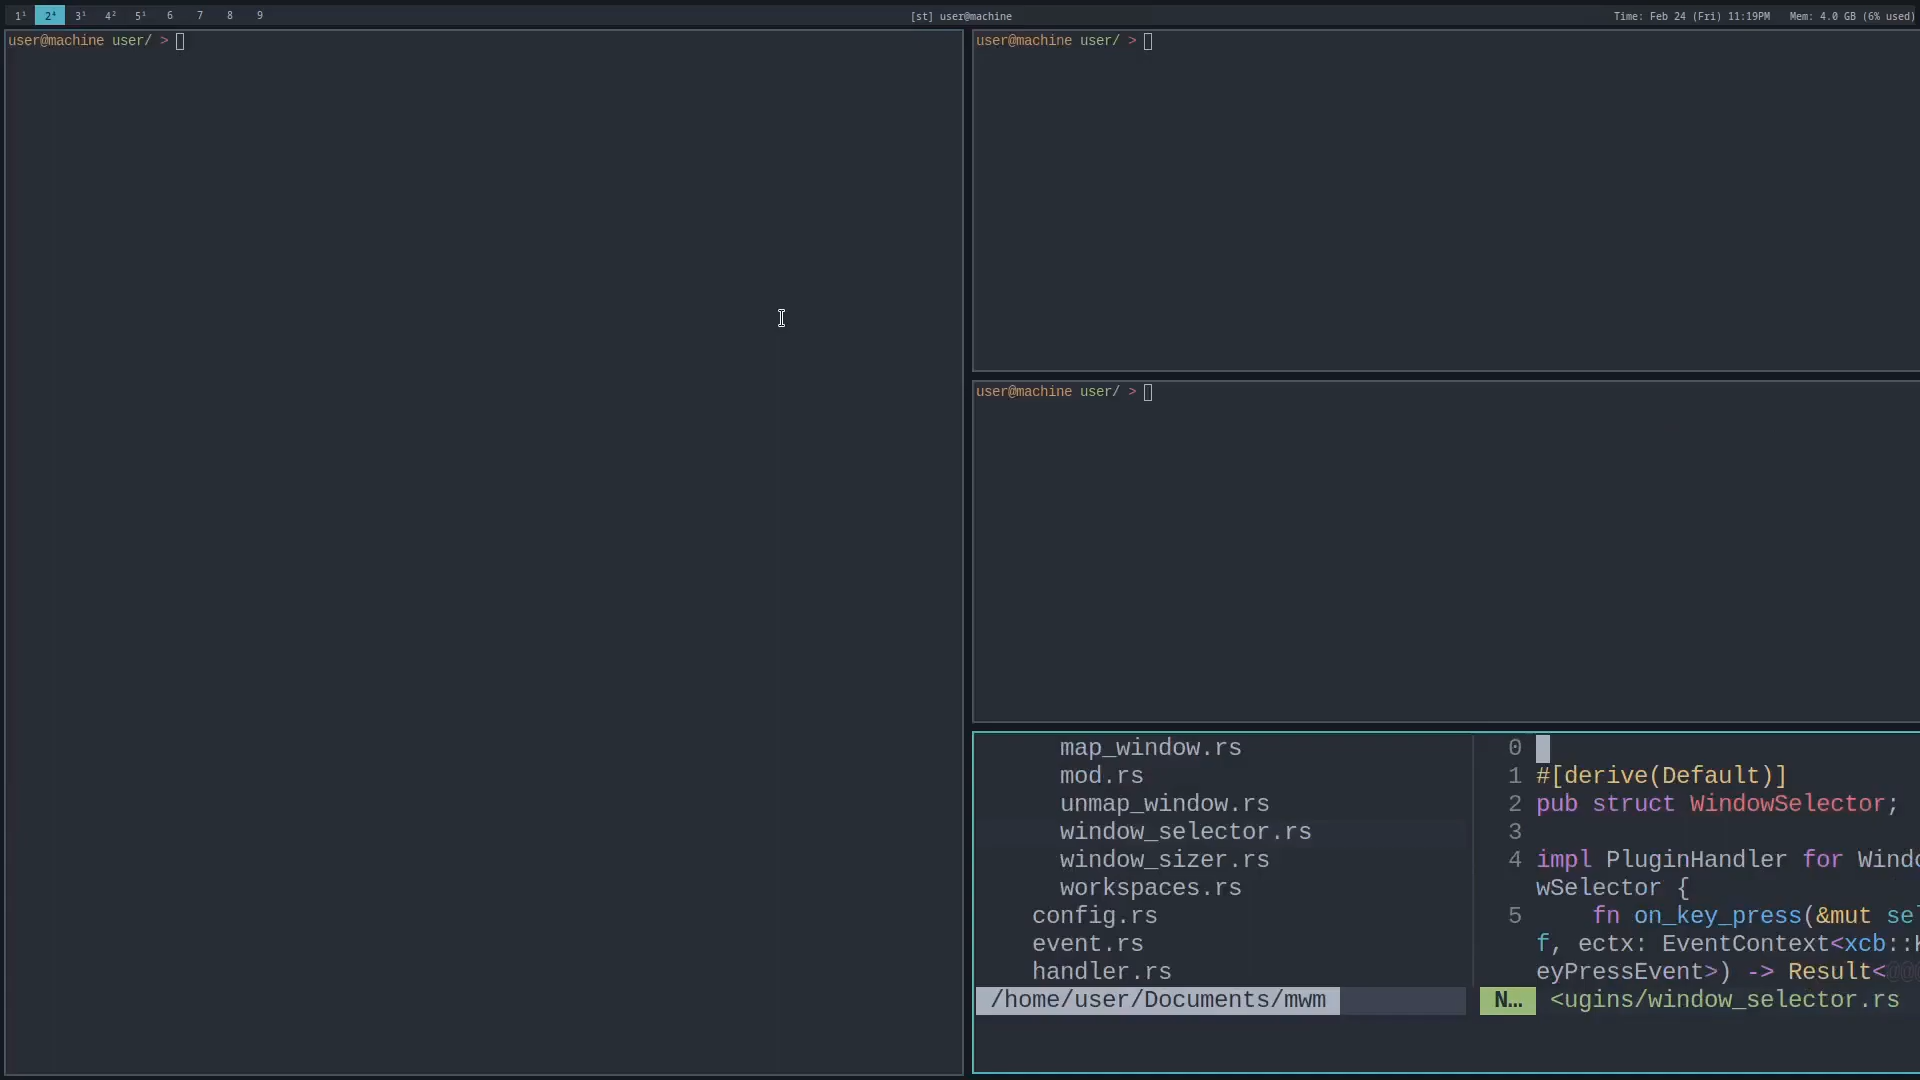 1¹ 2⁴ 3¹ 4² 5¹ 6 7 8 9 [st] user@machine Time: Feb 24 (Fri) 11:19PM Mem: 4.0 GB (6% used)
user@machine user/ >
user@machine user/ >
user@machine user/ >
map_window.rs
mod.rs
unmap_window.rs
window_selector.rs
window_sizer.rs
workspaces.rs
config.rs
event.rs
handler.rs
/home/user/Documents/mwm
0
1 #[derive(Default)]
2 pub struct WindowSelector;
3
4 impl PluginHandler for Windo
wSelector {
5 fn on_key_press(&mut sel
f, ectx: EventContext<xcb::K
eyPressEvent>) -> Result<@@@
N… <ugins/window_selector.rs